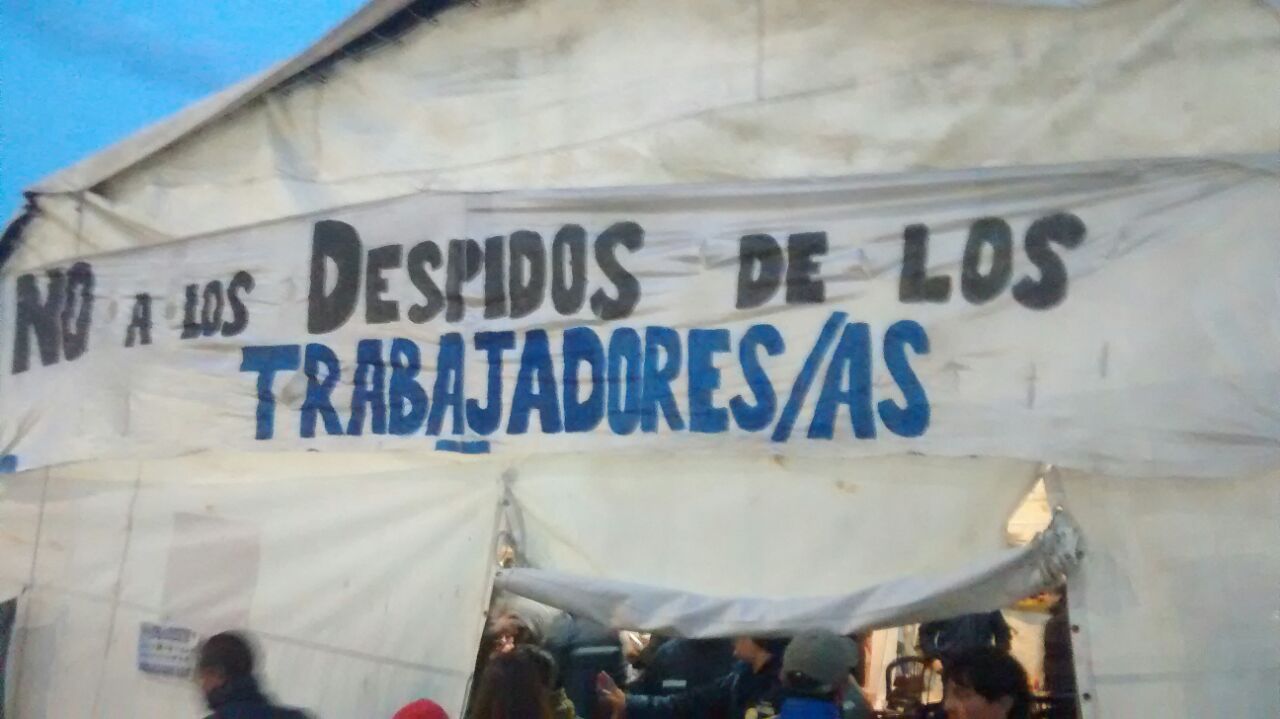 NO A LOS DESPIDOS DE LOS
TRABAJADORES/AS